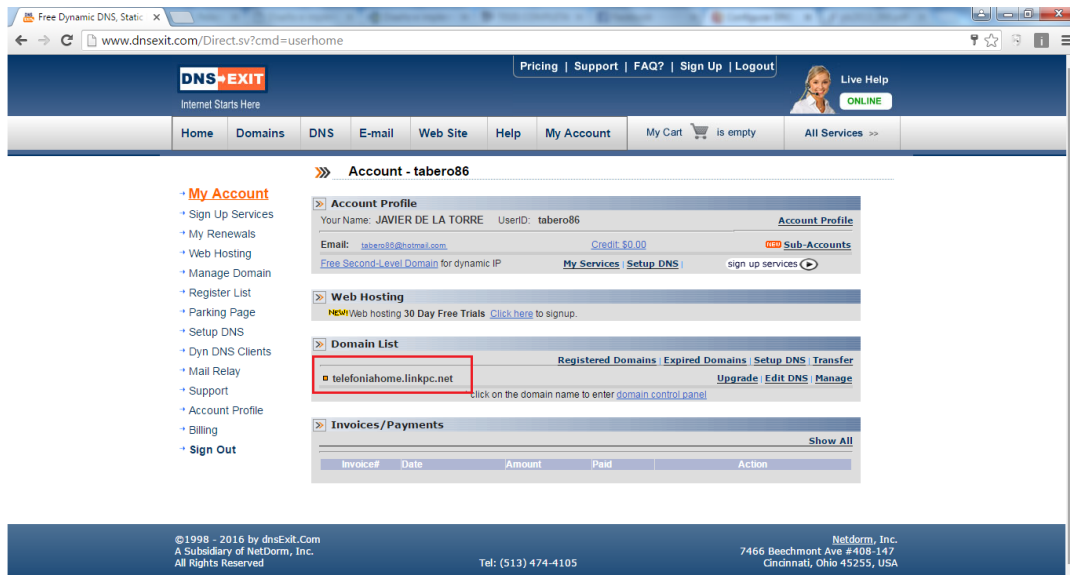 Free Dynamic DNS, Static
www.dnsexit.com/Direct.sv?cmd=userhome
Pricing | Support | FAQ? | Sign Up | Logout
DNS EXIT
Internet Starts Here
Live Help
ONLINE
Home Domains DNS E-mail Web Site Help My Account My Cart is empty All Services >>
Account - tabero86
My Account
Sign Up Services
My Renewals
Web Hosting
Manage Domain
Register List
Parking Page
Setup DNS
Dyn DNS Clients
Mail Relay
Support
Account Profile
Billing
Sign Out
Account Profile
Your Name: JAVIER DE LA TORRE UserID: tabero86 Account Profile
Email: tabero86@hotmail.com Credit: $0.00 Sub-Accounts
Free Second-Level Domain for dynamic IP My Services | Setup DNS | sign up services
Web Hosting
NEW! Web hosting 30 Day Free Trials Click here to signup.
Domain List
Registered Domains | Expired Domains | Setup DNS | Transfer
telefoniahome.linkpc.net Upgrade | Edit DNS | Manage
click on the domain name to enter domain control panel
Invoices/Payments
Show All
Invoice# Date Amount Paid Action
©1998 - 2016 by dnsExit.Com
A Subsidiary of NetDorm, Inc.
All Rights Reserved
Tel: (513) 474-4105
Netdorm, Inc.
7466 Beechmont Ave #408-147
Cincinnati, Ohio 45255, USA